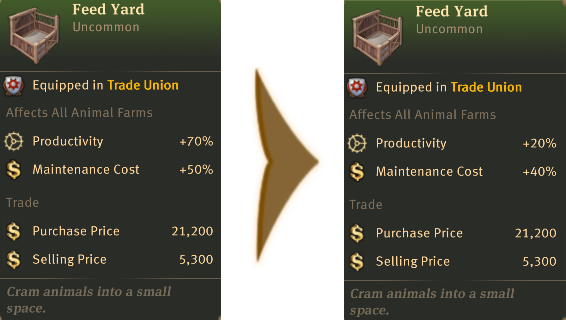 Feed Yard
Uncommon
Equipped in Trade Union
Affects All Animal Farms
Productivity +70%
Maintenance Cost +50%
Trade
Purchase Price 21,200
Selling Price 5,300
Cram animals into a small
space.
Feed Yard
Uncommon
Equipped in Trade Union
Affects All Animal Farms
Productivity +20%
Maintenance Cost +40%
Trade
Purchase Price 21,200
Selling Price 5,300
Cram animals into a small
space.